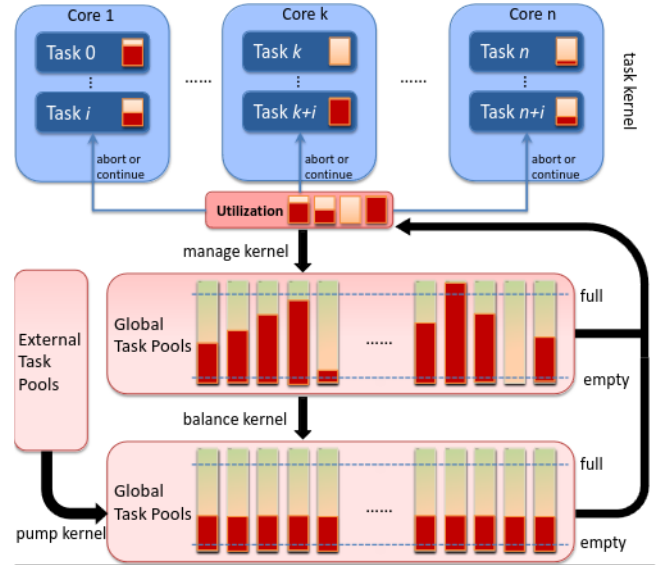 Core 1
Core k
Core n
Task 0
Task k
Task n
......
......
Task i
Task k+i
Task n+i
task kernel
abort or
continue
abort or
continue
abort or
continue
Utilization
manage kernel
External
Task
Pools
Global
Task Pools
......
full
empty
balance kernel
Global
Task Pools
......
full
empty
pump kernel